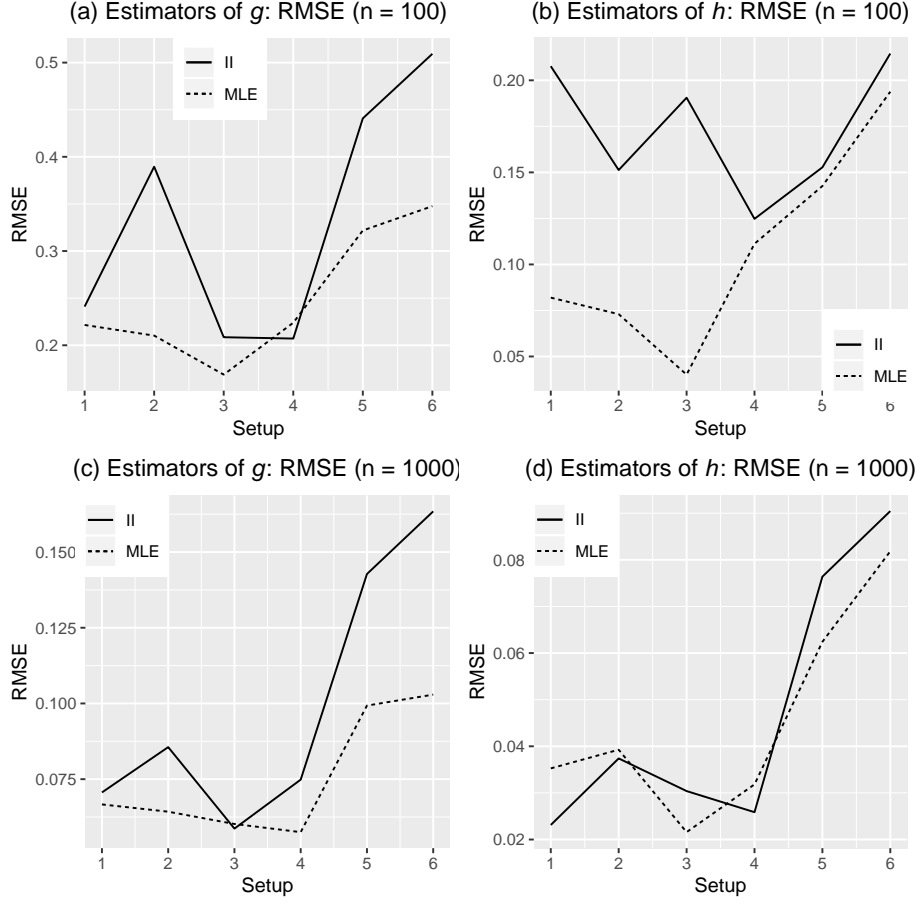 (a) Estimators of g: RMSE (n = 100)
RMSE
0.5
0.4
0.3
0.2
II
MLE
1 2 3 4 5 6
Setup
(b) Estimators of h: RMSE (n = 100)
RMSE
0.20
0.15
0.10
0.05
II
MLE
1 2 3 4 5 6
Setup
(c) Estimators of g: RMSE (n = 1000)
RMSE
0.150
0.125
0.100
0.075
II
MLE
1 2 3 4 5 6
Setup
(d) Estimators of h: RMSE (n = 1000)
RMSE
0.08
0.06
0.04
0.02
II
MLE
1 2 3 4 5 6
Setup